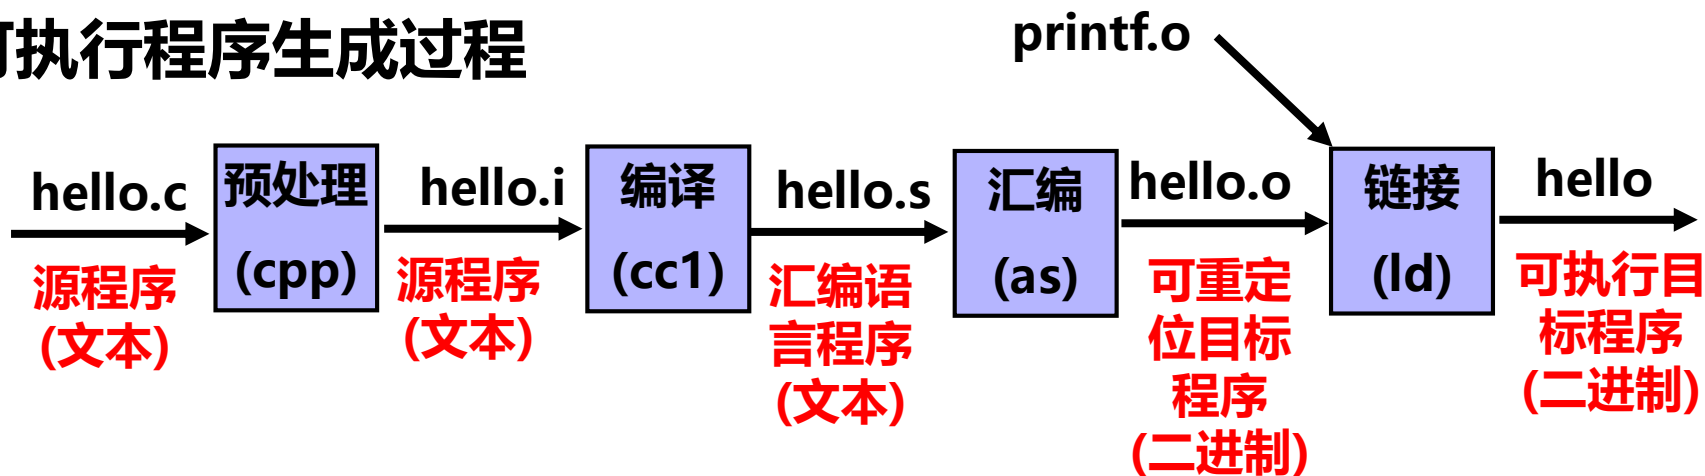 可执行程序生成过程
printf.o
hello.c
源程序
(文本)
预处理
(cpp)
hello.i
源程序
(文本)
编译
(cc1)
hello.s
汇编语
言程序
(文本)
汇编
(as)
hello.o
可重定
位目标
程序
(二进制)
链接
(ld)
hello
可执行目
标程序
(二进制)